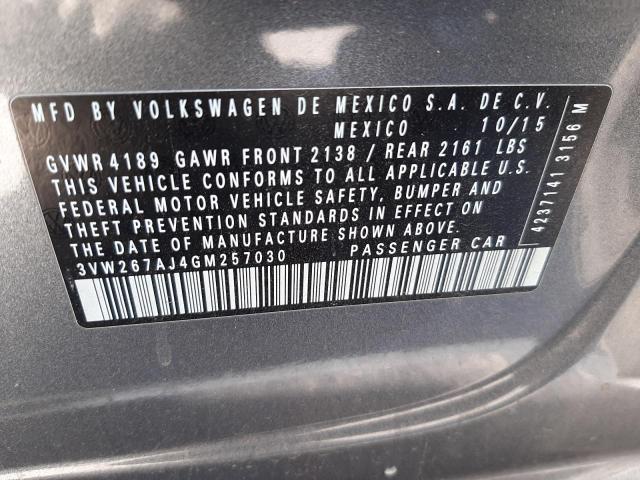 MFD BY VOLKSWAGEN DE MEXICO S.A. DE C.V.
MEXICO 10/15
GVWR 4189 GAWR FRONT 2138 / REAR 2161 LBS
THIS VEHICLE CONFORMS TO ALL APPLICABLE U.S.
FEDERAL MOTOR VEHICLE SAFETY, BUMPER AND
THEFT PREVENTION STANDARDS IN EFFECT ON
THE DATE OF MANUFACTURE SHOWN ABOVE.
3VW267AJ4GM257030 PASSENGER CAR
4237141 3156 M